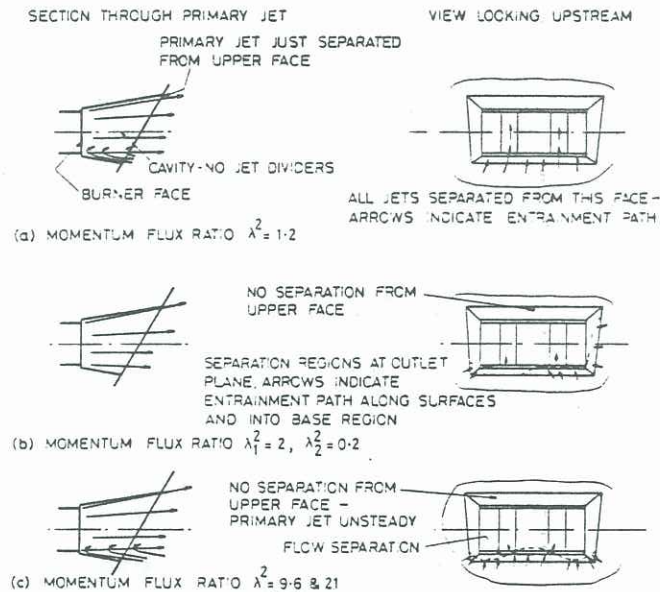 SECTION THROUGH PRIMARY JET
VIEW LOOKING UPSTREAM
PRIMARY JET JUST SEPARATED
FROM UPPER FACE
CAVITY-NO JET DIVIDERS
BURNER FACE
ALL JETS SEPARATED FROM THIS FACE-
ARROWS INDICATE ENTRAINMENT PATH
(a) MOMENTUM FLUX RATIO λ²= 1·2
NO SEPARATION FROM
UPPER FACE
SEPARATION REGIONS AT OUTLET
PLANE, ARROWS INDICATE
ENTRAINMENT PATH ALONG SURFACES
AND INTO BASE REGION
(b) MOMENTUM FLUX RATIO λ₁²= 2, λ₂²=0·2
NO SEPARATION FROM
UPPER FACE –
PRIMARY JET UNSTEADY
FLOW SEPARATION
(c) MOMENTUM FLUX RATIO λ²= 9·6 & 21